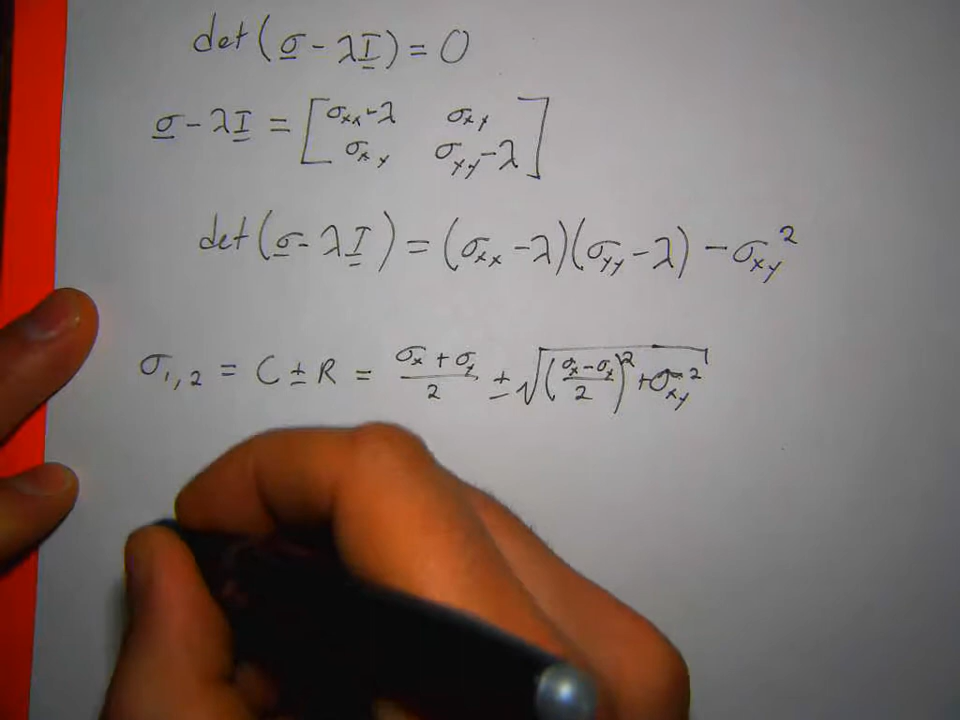 det(σ - λI) = 0
σ - λI = [σxx - λ σxy
σxy σyy - λ]
det(σ - λI) = (σxx - λ)(σyy - λ) - σxy²
σ1,2 = C ± R = (σx + σy)/2 ± √(((σx - σy)/2)² + σxy²)